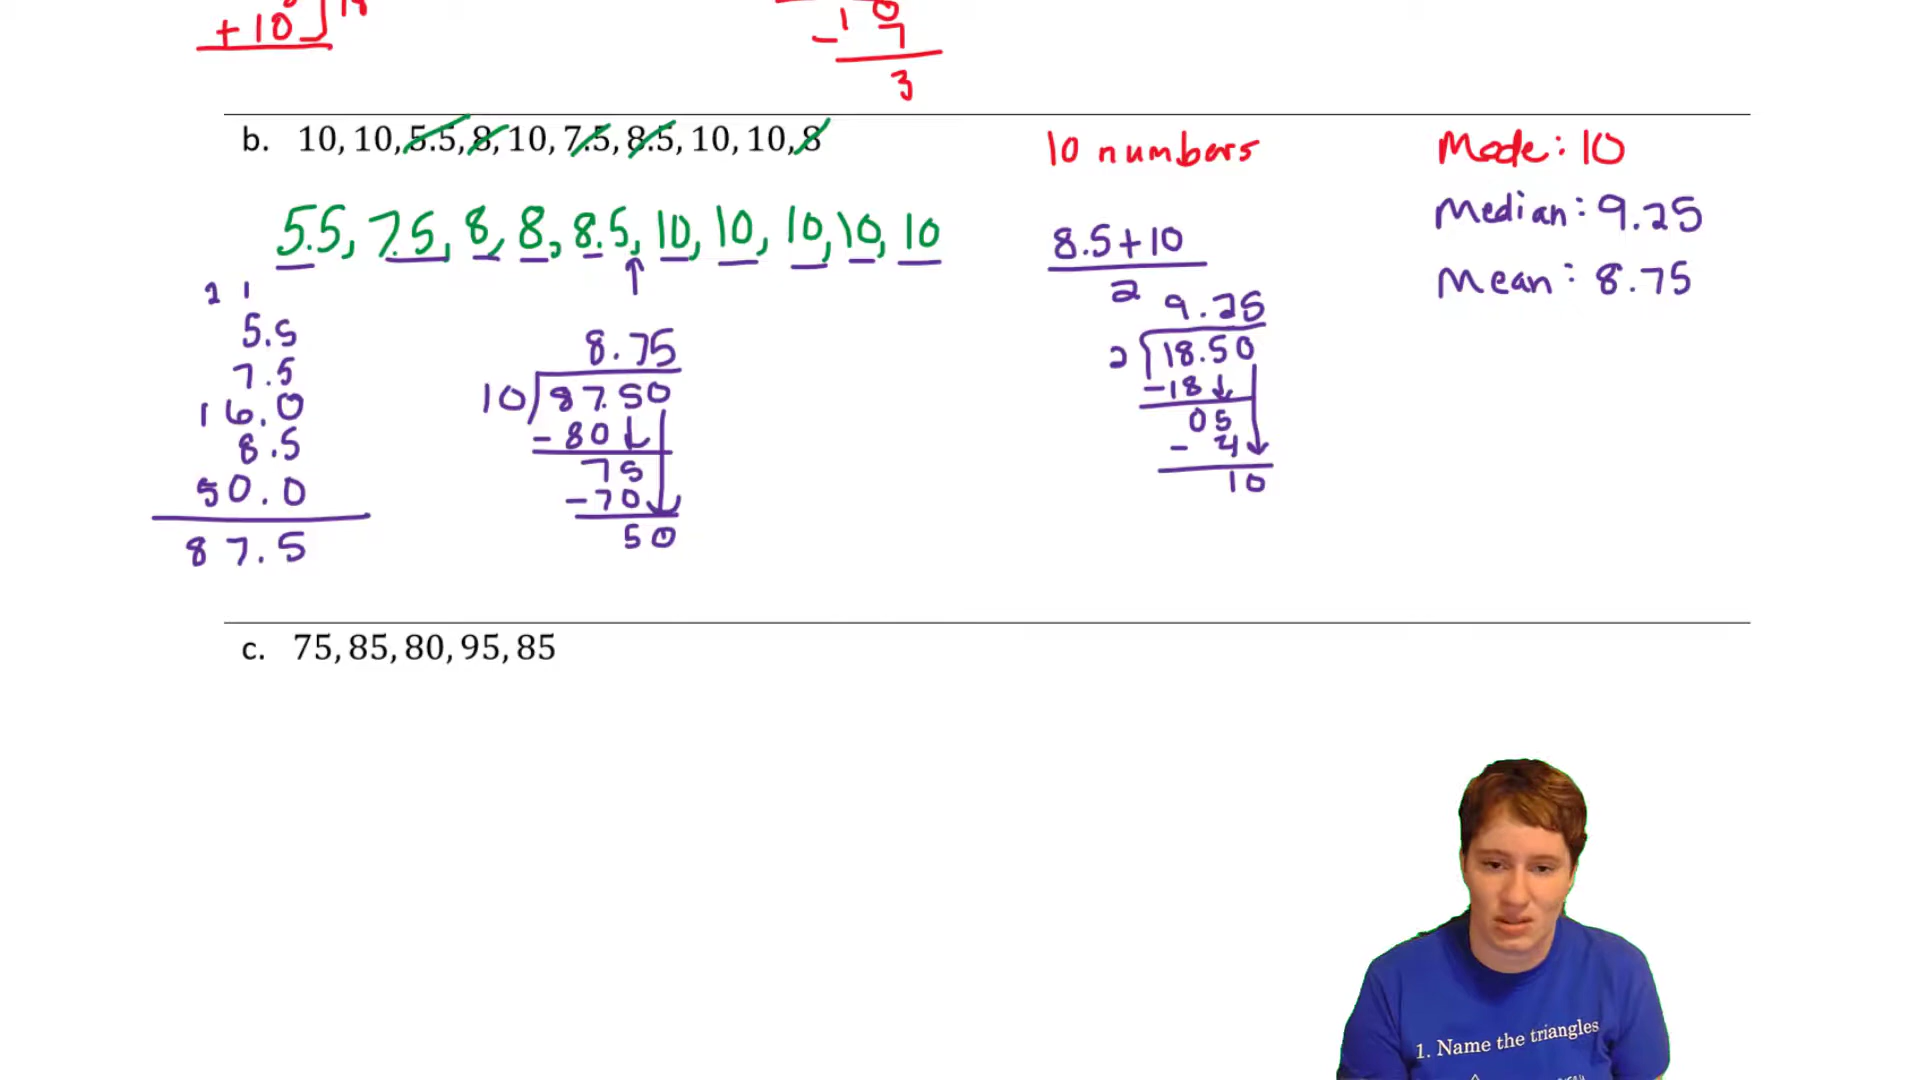 + 10
- 1 0
7
3
b. 10, 10, 5.5, 8, 10, 7.5, 8.5, 10, 10, 8
10 numbers
Mode: 10
5.5, 7.5, 8, 8, 8.5, 10, 10, 10, 10, 10
8.5+10
2
Median: 9.25
Mean: 8.75
2 1
5.5
7.5
16.0
8.5
50.0
87.5
8.75
10 87.50
-80
75
-70
50
9.25
2 18.50
-18
05
- 4
10
c. 75, 85, 80, 95, 85
1. Name the triangles